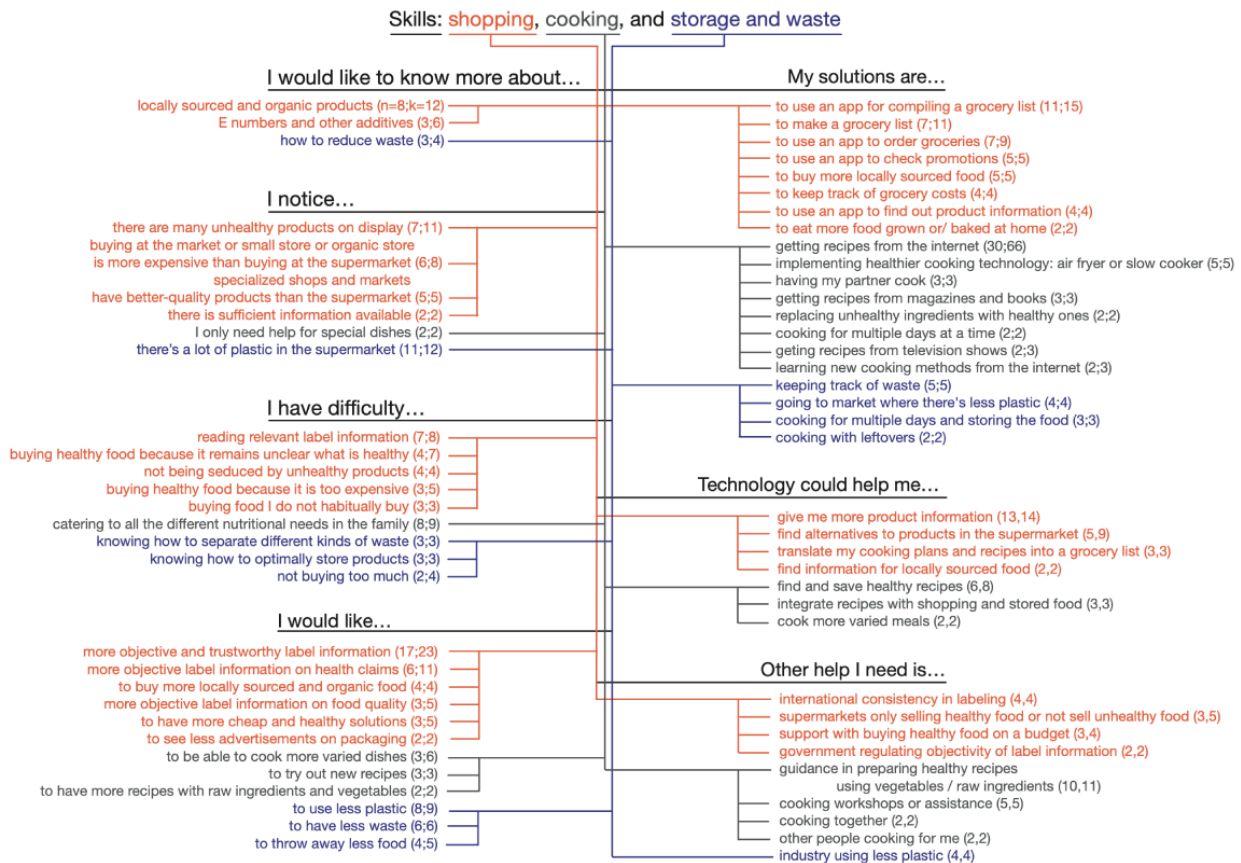 Skills: shopping, cooking, and storage and waste
I would like to know more about...
locally sourced and organic products (n=8;k=12)
E numbers and other additives (3;6)
how to reduce waste (3;4)
I notice...
there are many unhealthy products on display (7;11)
buying at the market or small store or organic store
is more expensive than buying at the supermarket (6;8)
specialized shops and markets
have better-quality products than the supermarket (5;5)
there is sufficient information available (2;2)
I only need help for special dishes (2;2)
there's a lot of plastic in the supermarket (11;12)
I have difficulty...
reading relevant label information (7;8)
buying healthy food because it remains unclear what is healthy (4;7)
not being seduced by unhealthy products (4;4)
buying healthy food because it is too expensive (3;5)
buying food I do not habitually buy (3;3)
catering to all the different nutritional needs in the family (8;9)
knowing how to separate different kinds of waste (3;3)
knowing how to optimally store products (3;3)
not buying too much (2;4)
I would like...
more objective and trustworthy label information (17;23)
more objective label information on health claims (6;11)
to buy more locally sourced and organic food (4;4)
more objective label information on food quality (3;5)
to have more cheap and healthy solutions (3;5)
to see less advertisements on packaging (2;2)
to be able to cook more varied dishes (3;6)
to try out new recipes (3;3)
to have more recipes with raw ingredients and vegetables (2;2)
to use less plastic (8;9)
to have less waste (6;6)
to throw away less food (4;5)
My solutions are...
to use an app for compiling a grocery list (11;15)
to make a grocery list (7;11)
to use an app to order groceries (7;9)
to use an app to check promotions (5;5)
to buy more locally sourced food (5;5)
to keep track of grocery costs (4;4)
to use an app to find out product information (4;4)
to eat more food grown or/ baked at home (2;2)
getting recipes from the internet (30;66)
implementing healthier cooking technology: air fryer or slow cooker (5;5)
having my partner cook (3;3)
getting recipes from magazines and books (3;3)
replacing unhealthy ingredients with healthy ones (2;2)
cooking for multiple days at a time (2;2)
geting recipes from television shows (2;3)
learning new cooking methods from the internet (2;3)
keeping track of waste (5;5)
going to market where there's less plastic (4;4)
cooking for multiple days and storing the food (3;3)
cooking with leftovers (2;2)
Technology could help me...
give me more product information (13,14)
find alternatives to products in the supermarket (5,9)
translate my cooking plans and recipes into a grocery list (3,3)
find information for locally sourced food (2,2)
find and save healthy recipes (6,8)
integrate recipes with shopping and stored food (3,3)
cook more varied meals (2,2)
Other help I need is...
international consistency in labeling (4,4)
supermarkets only selling healthy food or not sell unhealthy food (3,5)
support with buying healthy food on a budget (3,4)
government regulating objectivity of label information (2,2)
guidance in preparing healthy recipes
using vegetables / raw ingredients (10,11)
cooking workshops or assistance (5,5)
cooking together (2,2)
other people cooking for me (2,2)
industry using less plastic (4,4)